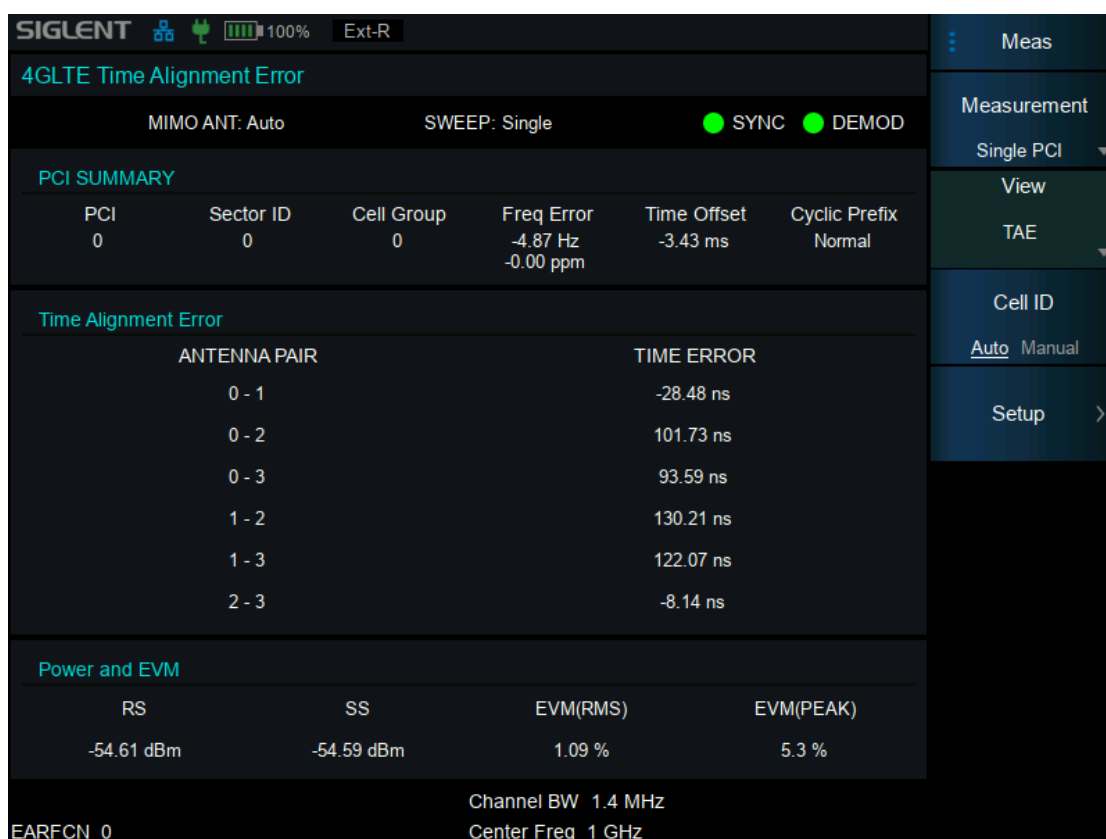 SIGLENT 100% Ext-R
4GLTE Time Alignment Error
MIMO ANT: Auto SWEEP: Single SYNC DEMOD
PCI SUMMARY
PCI Sector ID Cell Group Freq Error Time Offset Cyclic Prefix
0 0 0 -4.87 Hz -3.43 ms Normal
-0.00 ppm
Time Alignment Error
ANTENNA PAIR TIME ERROR
0 - 1 -28.48 ns
0 - 2 101.73 ns
0 - 3 93.59 ns
1 - 2 130.21 ns
1 - 3 122.07 ns
2 - 3 -8.14 ns
Power and EVM
RS SS EVM(RMS) EVM(PEAK)
-54.61 dBm -54.59 dBm 1.09 % 5.3 %
Channel BW 1.4 MHz
EARFCN 0 Center Freq 1 GHz
Meas
Measurement
Single PCI
View
TAE
Cell ID
Auto Manual
Setup